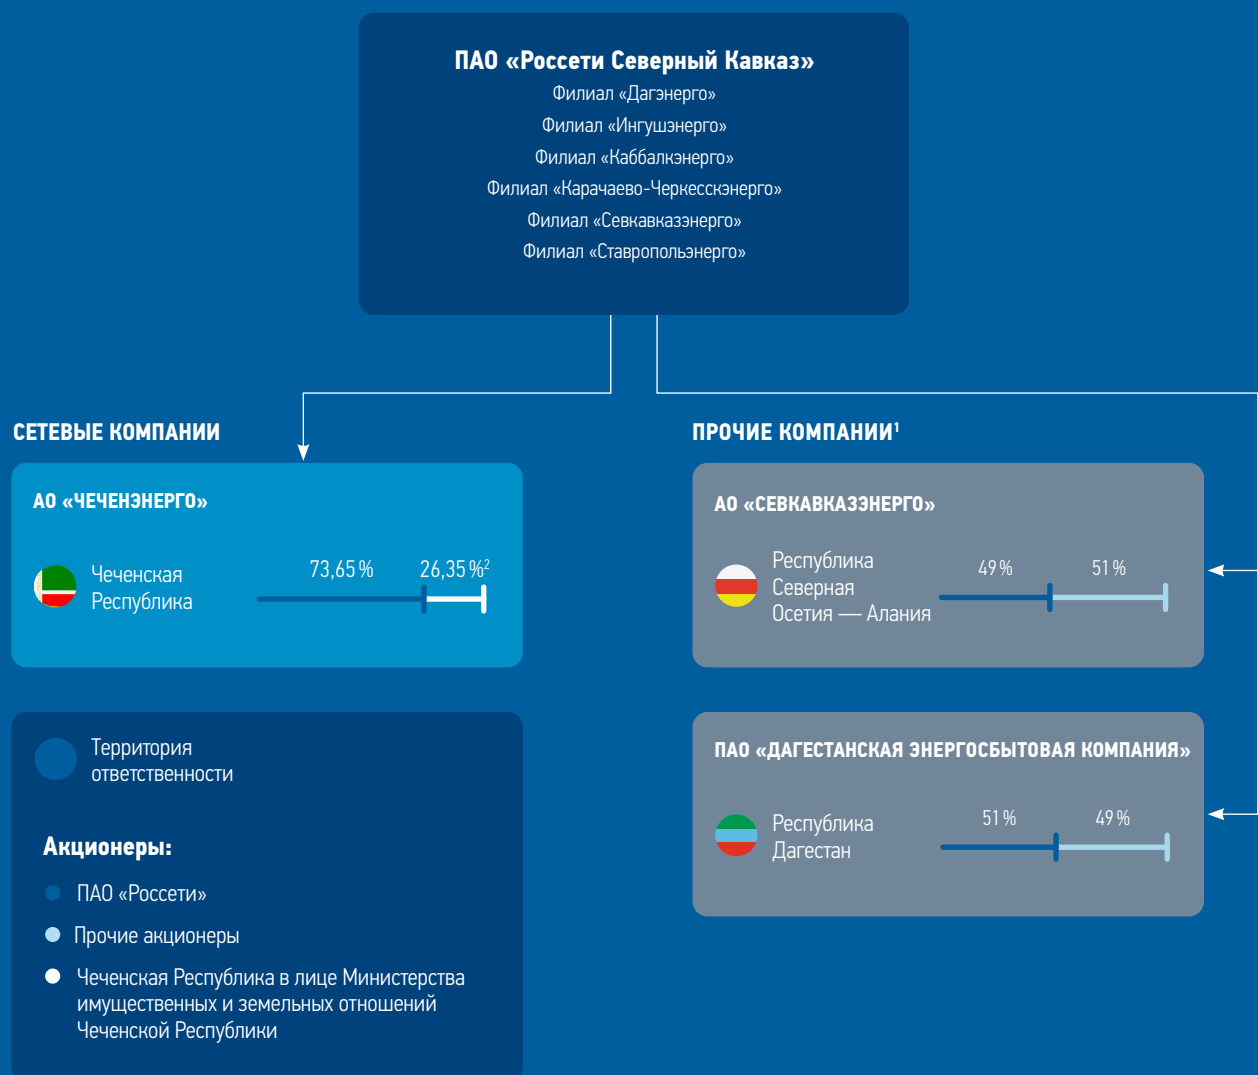 ПАО «Россети Северный Кавказ»
Филиал «Дагэнерго»
Филиал «Ингушэнерго»
Филиал «Каббалкэнерго»
Филиал «Карачаево-Черкесскэнерго»
Филиал «Севкавказэнерго»
Филиал «Ставропольэнерго»
СЕТЕВЫЕ КОМПАНИИ
АО «ЧЕЧЕНЭНЕРГО»
Чеченская
Республика
73,65 % 26,35 %²
Территория
ответственности
Акционеры:
ПАО «Россети»
Прочие акционеры
Чеченская Республика в лице Министерства
имущественных и земельных отношений
Чеченской Республики
ПРОЧИЕ КОМПАНИИ¹
АО «СЕВКАВКАЗЭНЕРГО»
Республика
Северная
Осетия — Алания
49 % 51 %
ПАО «ДАГЕСТАНСКАЯ ЭНЕРГОСБЫТОВАЯ КОМПАНИЯ»
Республика
Дагестан
51 % 49 %